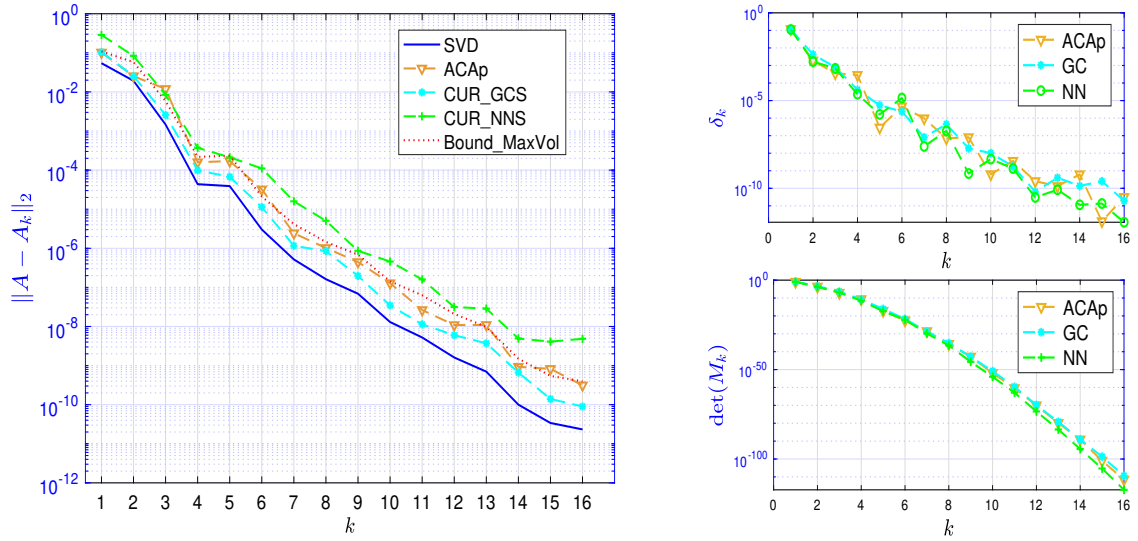 10^0
10^-2
10^-4
10^-6
10^-8
10^-10
10^-12
||A − A_k||_2
1 2 3 4 5 6 7 8 9 10 11 12 13 14 15 16
k
SVD
ACAp
CUR_GCS
CUR_NNS
Bound_MaxVol
10^0
10^-5
10^-10
δ_k
0 2 4 6 8 10 12 14 16
k
ACAp
GC
NN
10^0
10^-50
10^-100
det(M_k)
0 2 4 6 8 10 12 14 16
k
ACAp
GC
NN